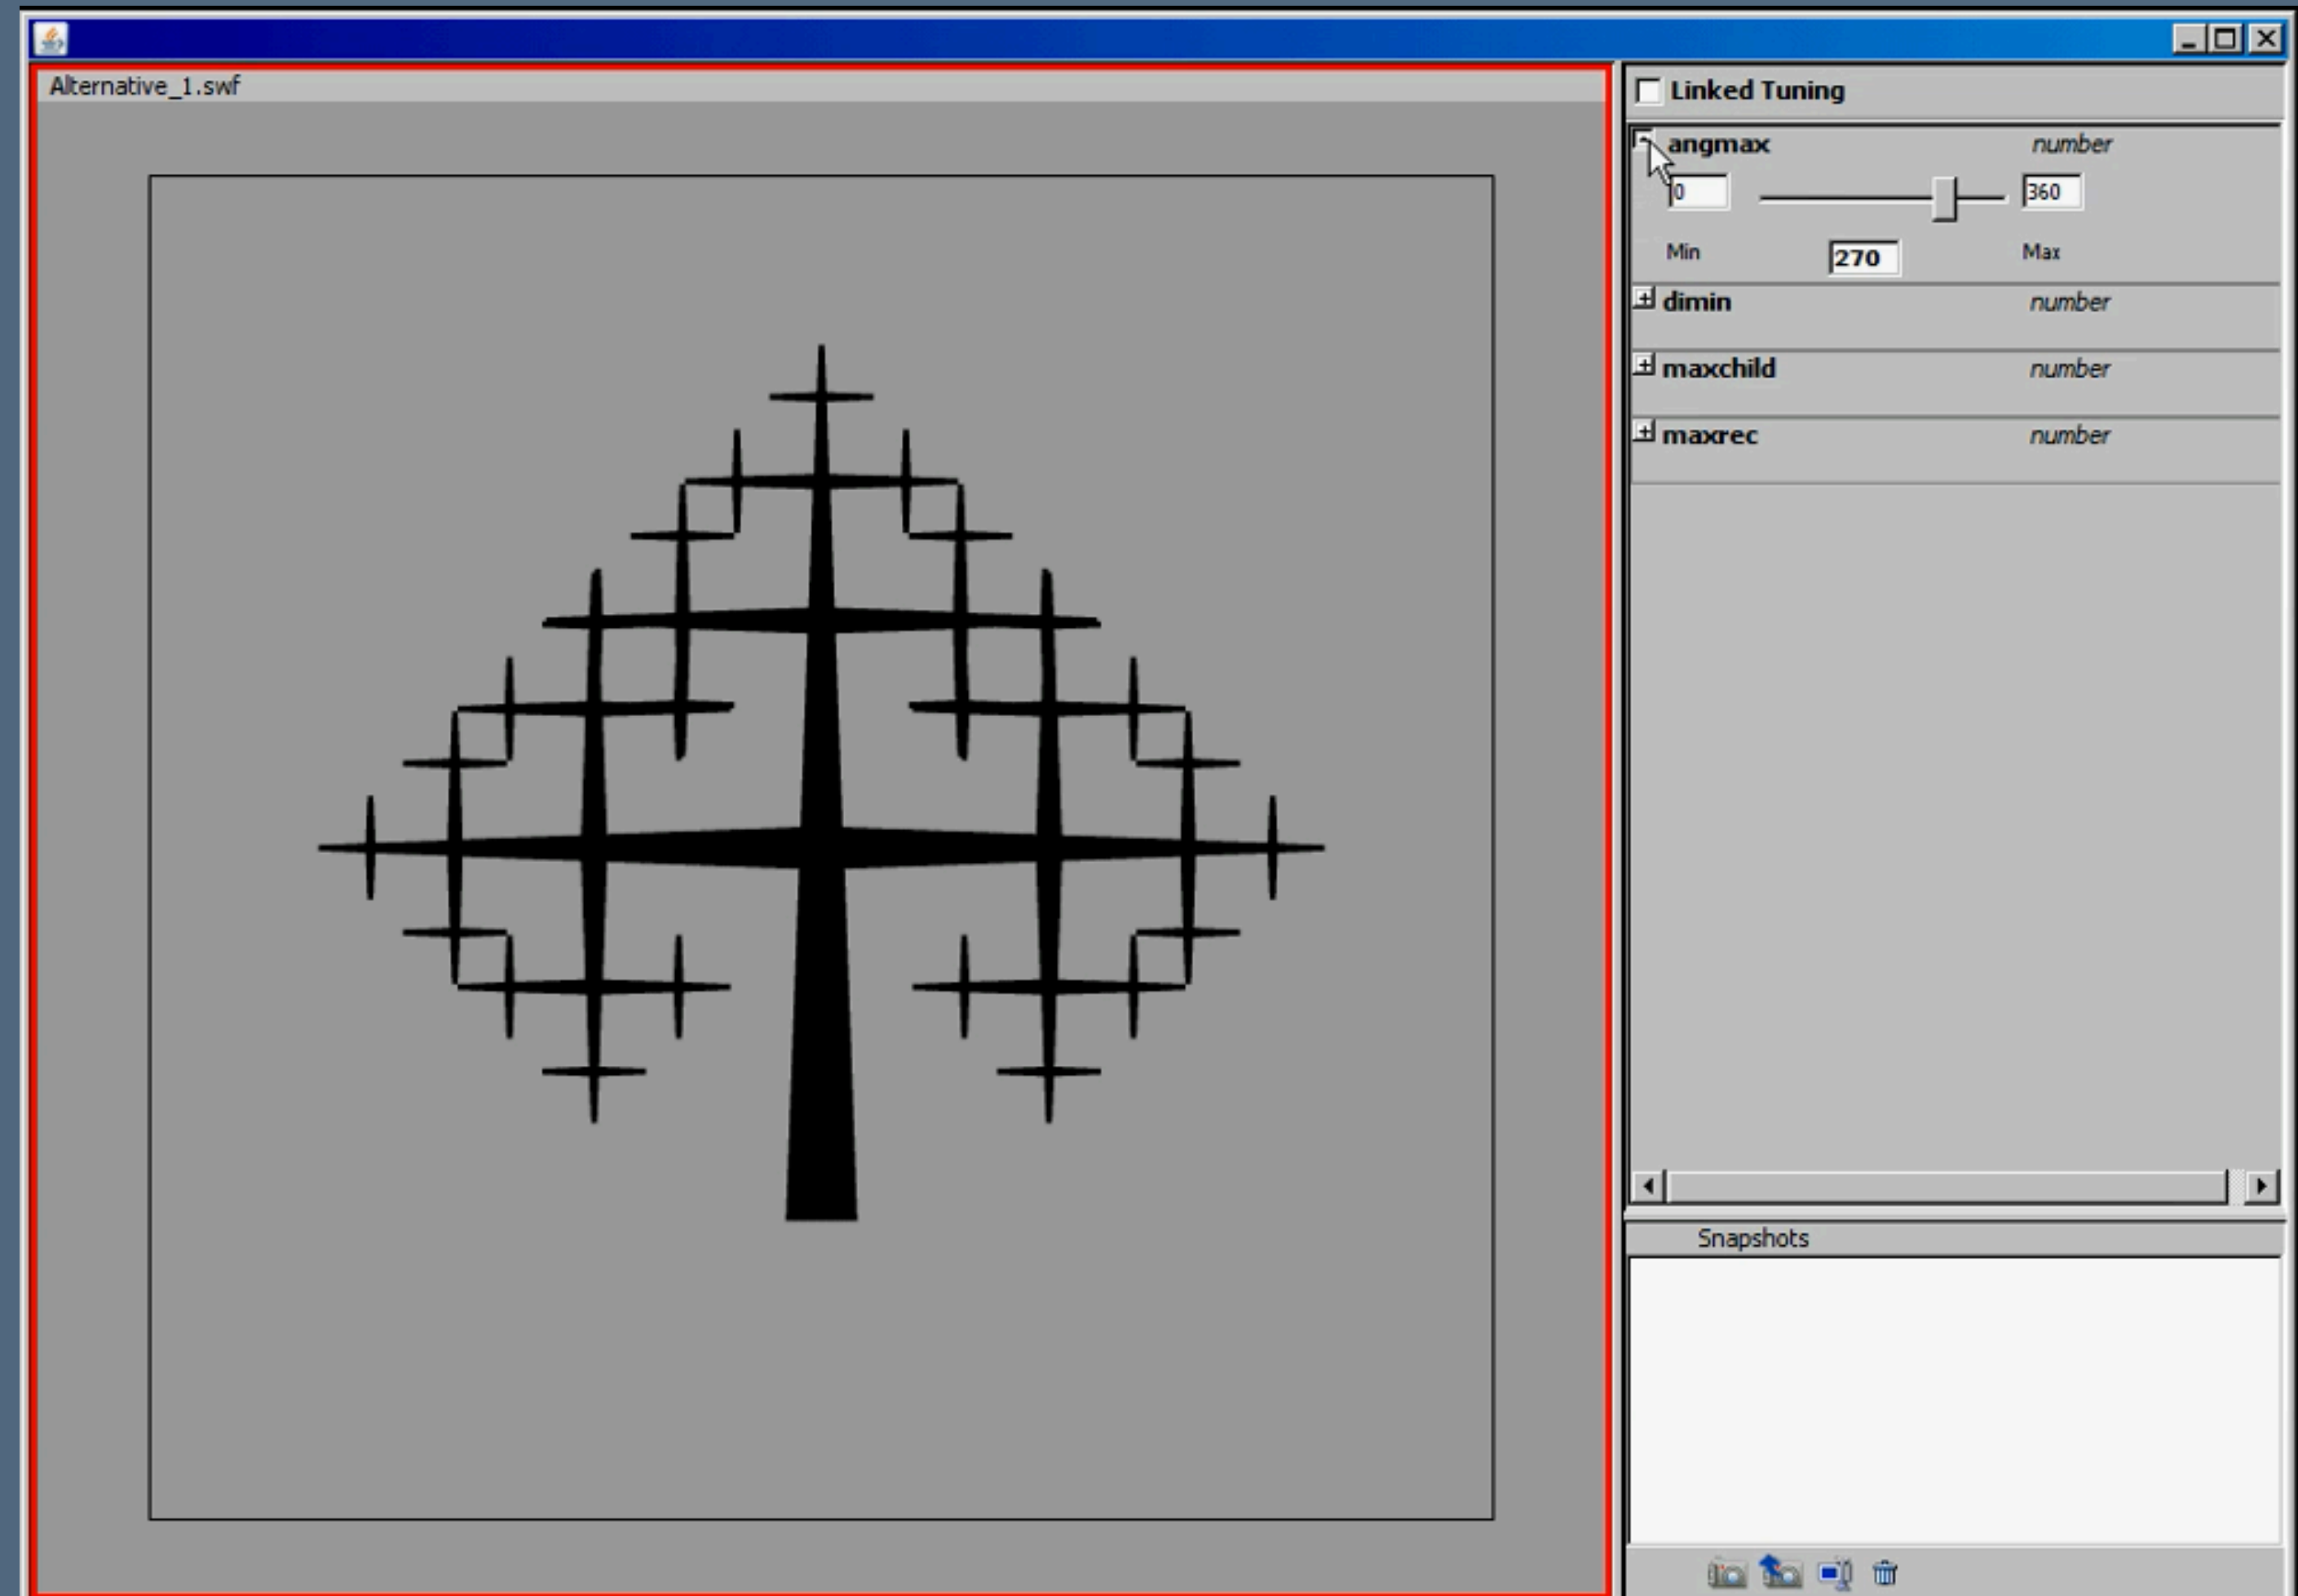 Alternative_1.swf
Linked Tuning
angmax number
0 360
Min 270 Max
dimin number
maxchild number
maxrec number
Snapshots